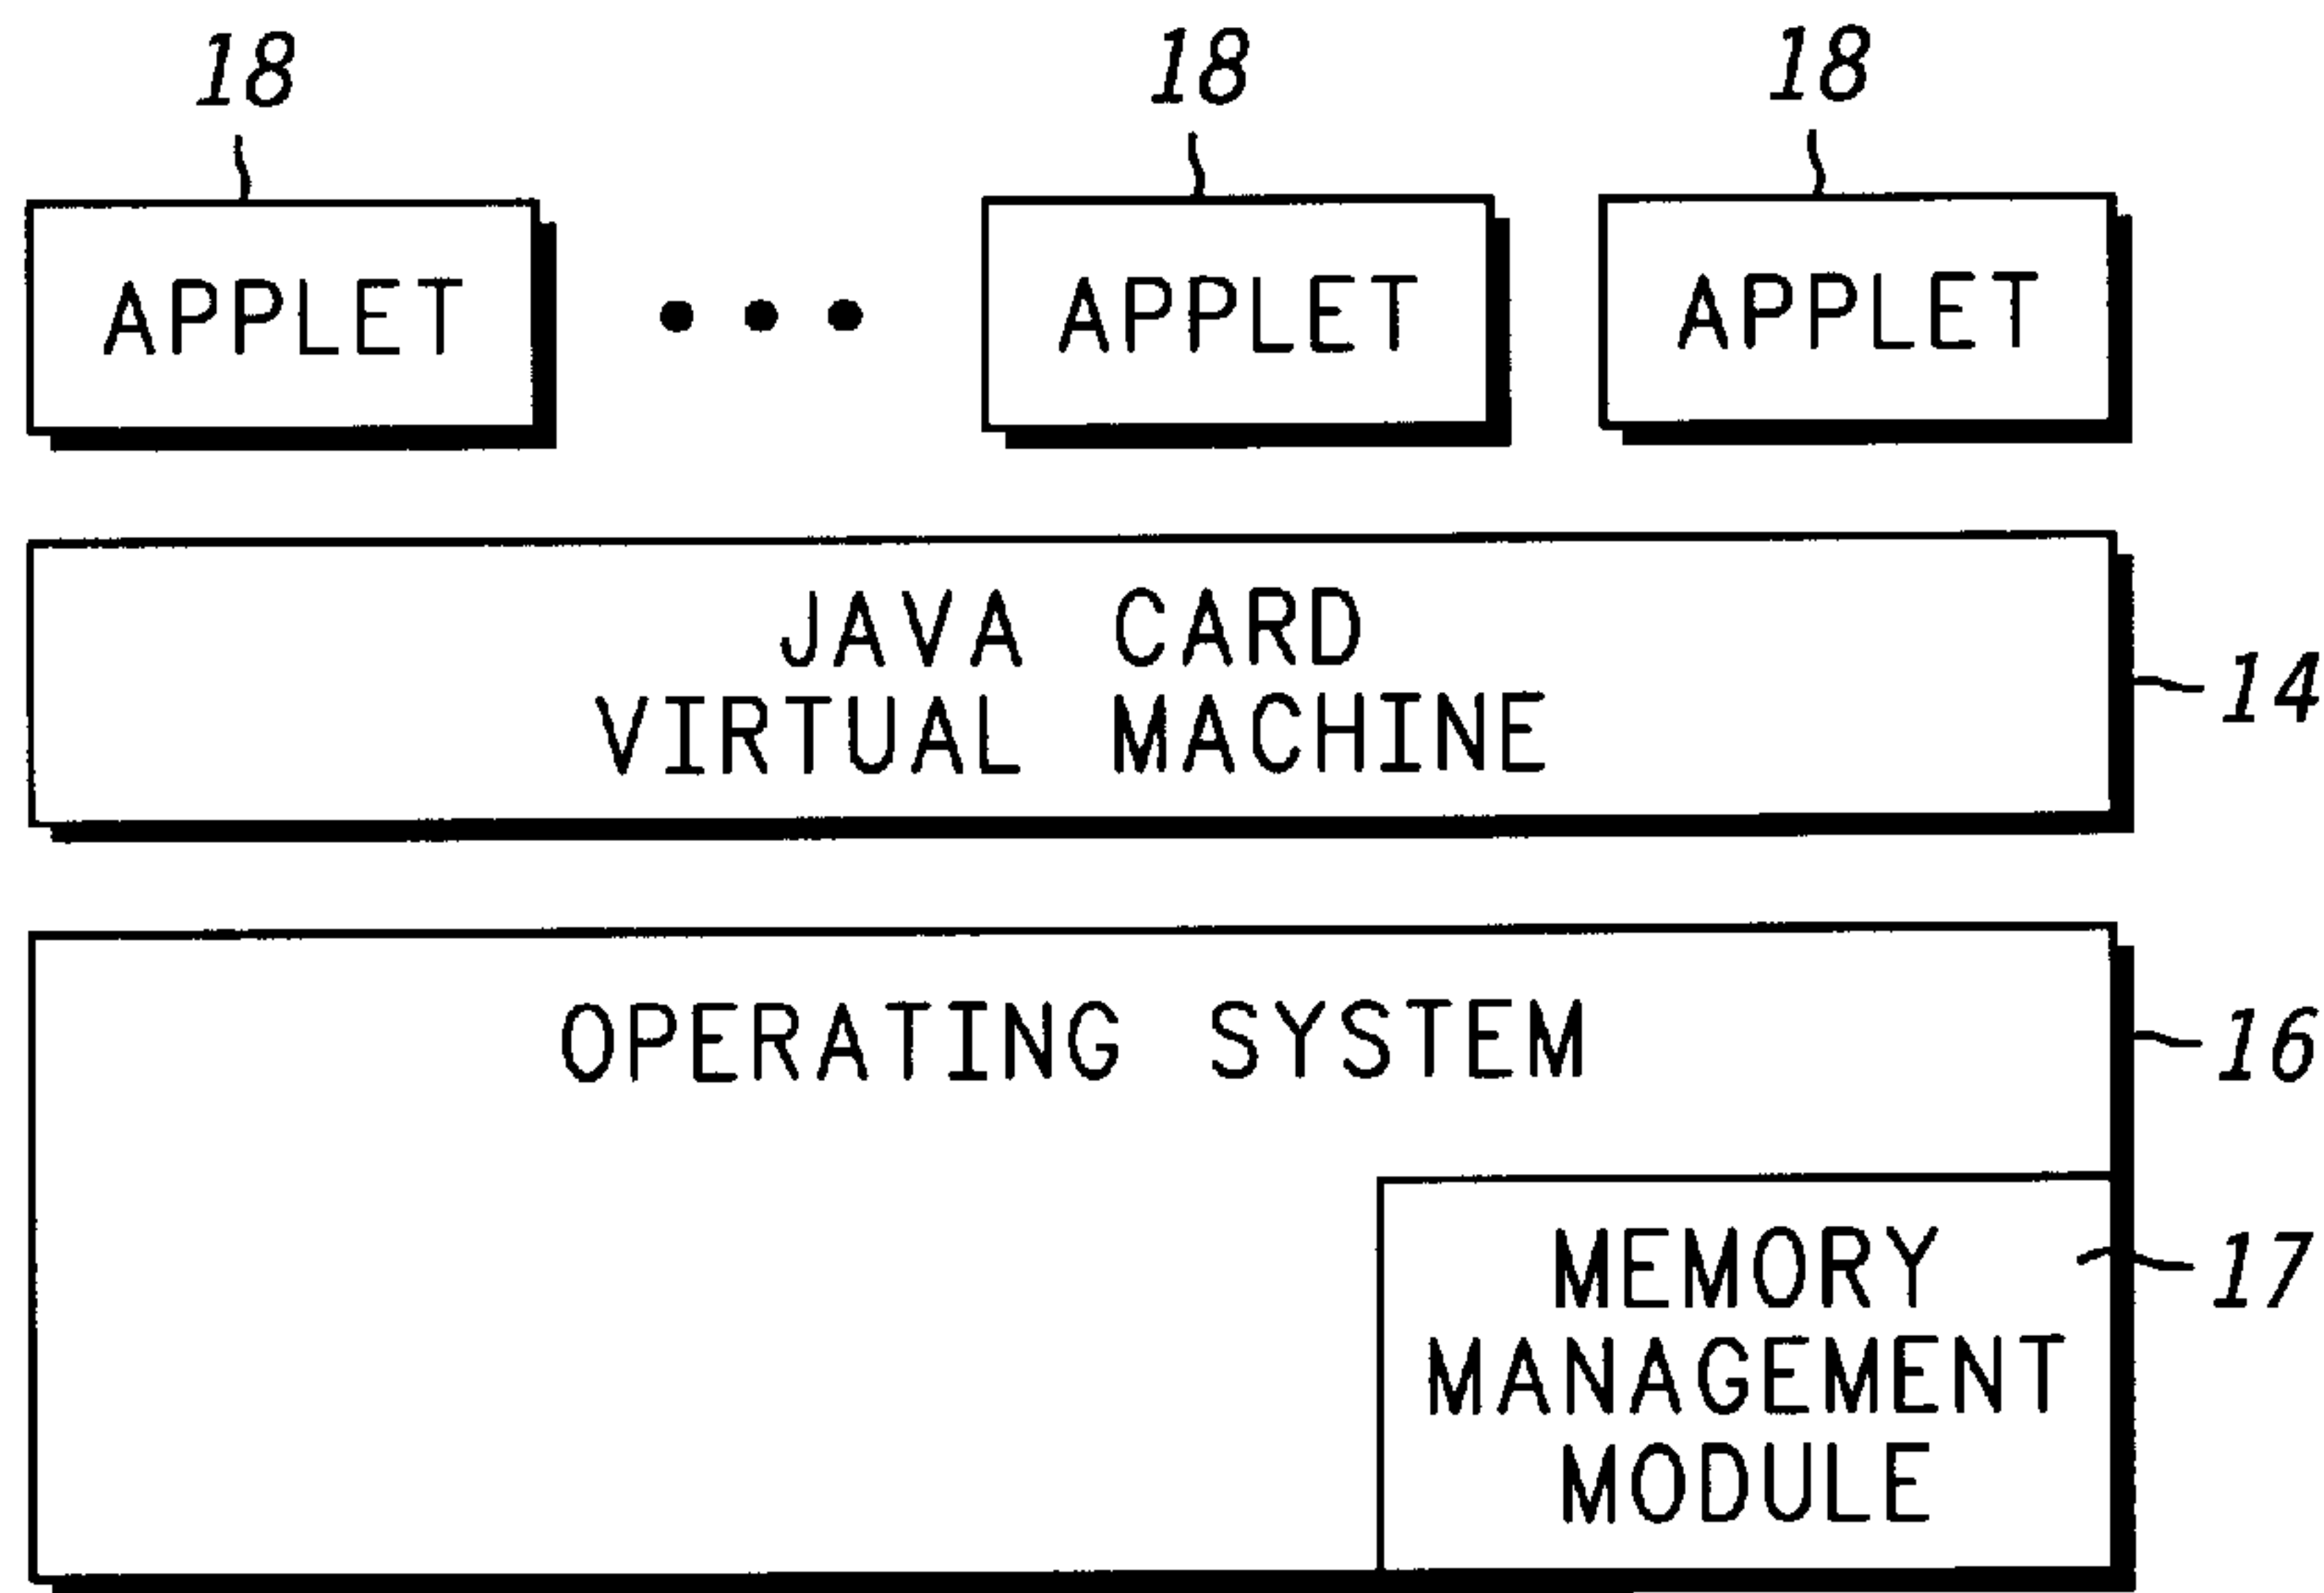 18 18 18
APPLET • • • APPLET APPLET
JAVA CARD
VIRTUAL MACHINE
14
OPERATING SYSTEM
16
MEMORY
17
MANAGEMENT
MODULE